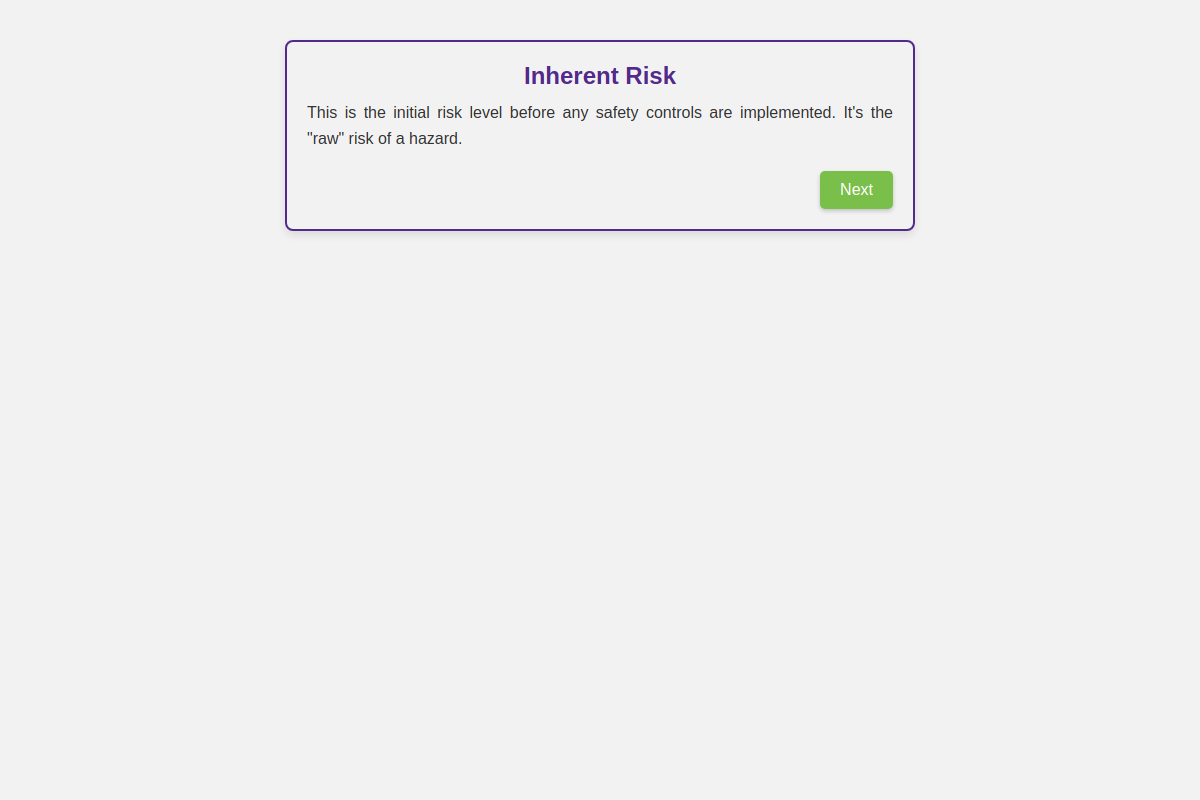 Inherent Risk
This is the initial risk level before any safety controls are implemented. It's the
"raw" risk of a hazard.
Next